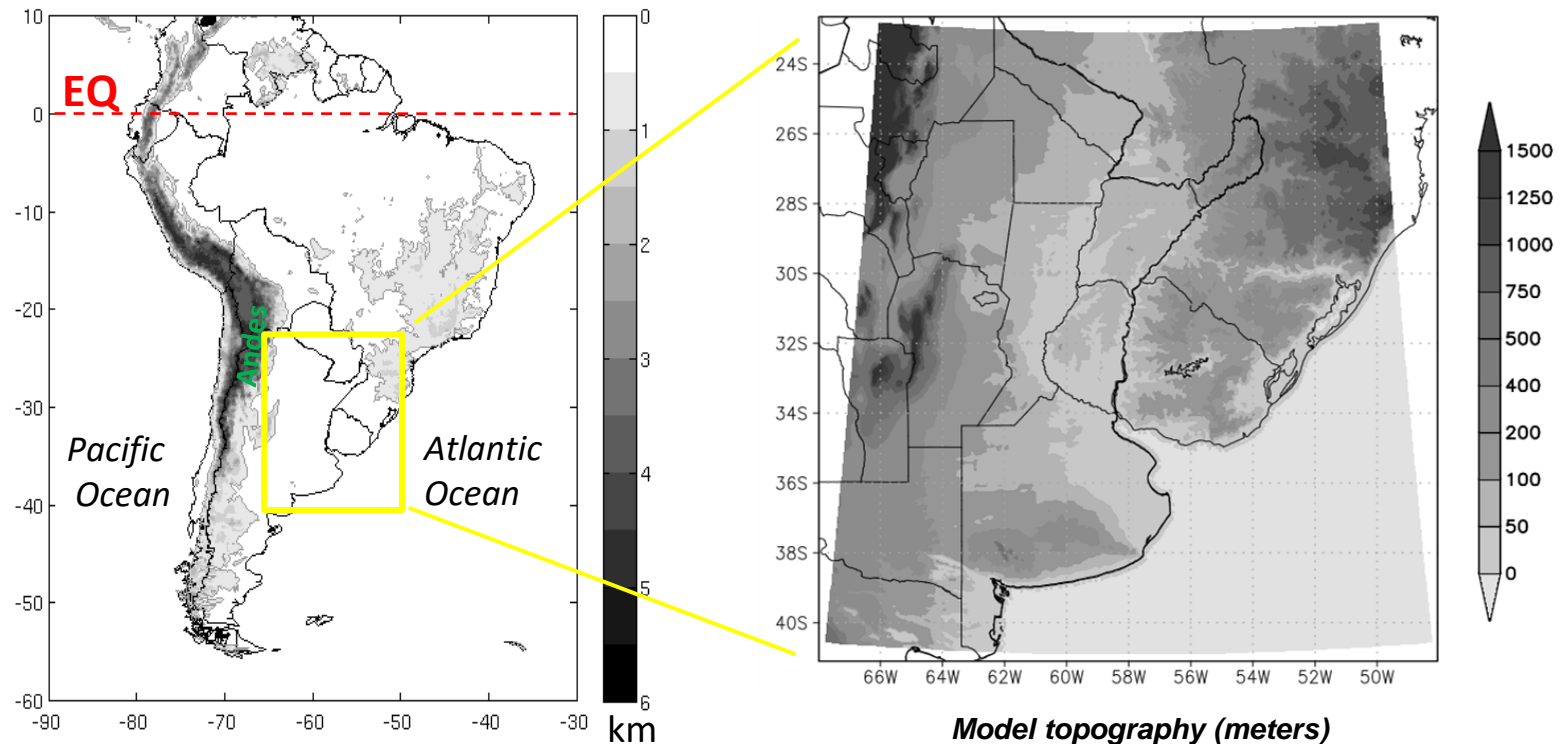 10
0
-10
-20
-30
-40
-50
-60
-90
-80
-70
-60
-50
-40
-30
EQ
Andes
Pacific
Ocean
Atlantic
Ocean
0
1
2
3
4
5
6
km
24S
26S
28S
30S
32S
34S
36S
38S
40S
66W
64W
62W
60W
58W
56W
54W
52W
50W
1500
1250
1000
750
500
400
200
100
50
0
Model topography (meters)